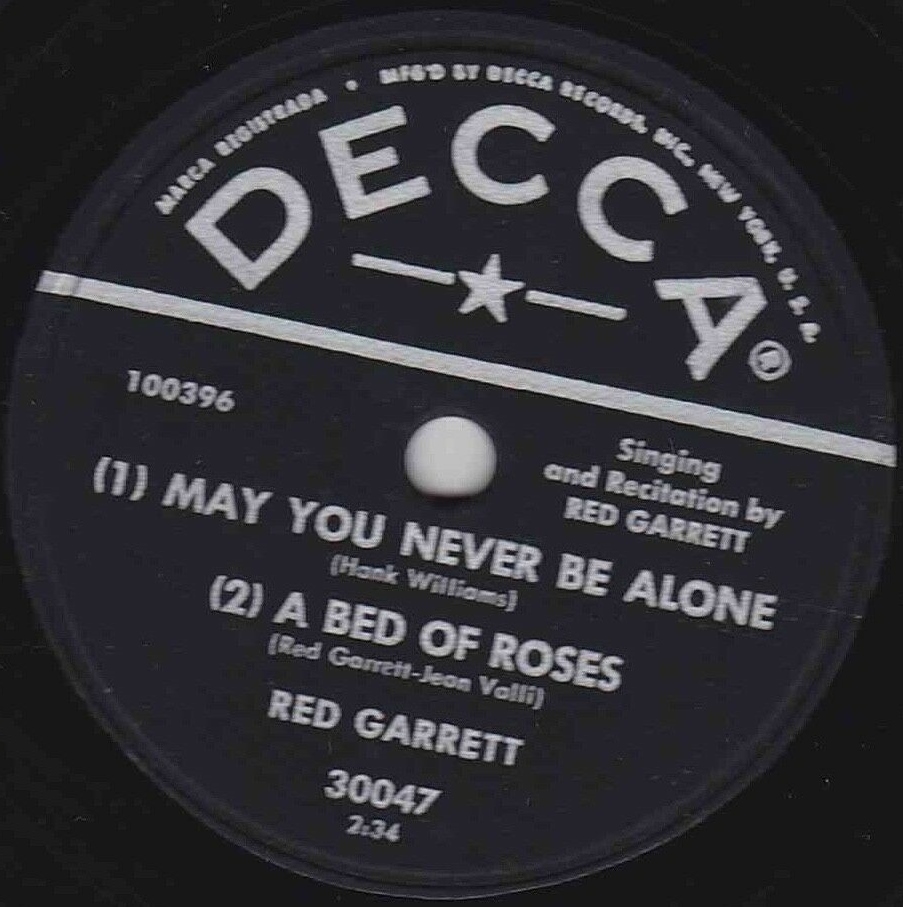 MARCA REGISTRADA • MFG'D BY DECCA RECORDS, INC., NEW YORK, U. S. A.
DECCA®
100396
Singing
and Recitation by
RED GARRETT
(1) MAY YOU NEVER BE ALONE
(Hank Williams)
(2) A BED OF ROSES
(Red Garrett-Jean Valli)
RED GARRETT
30047
2:34